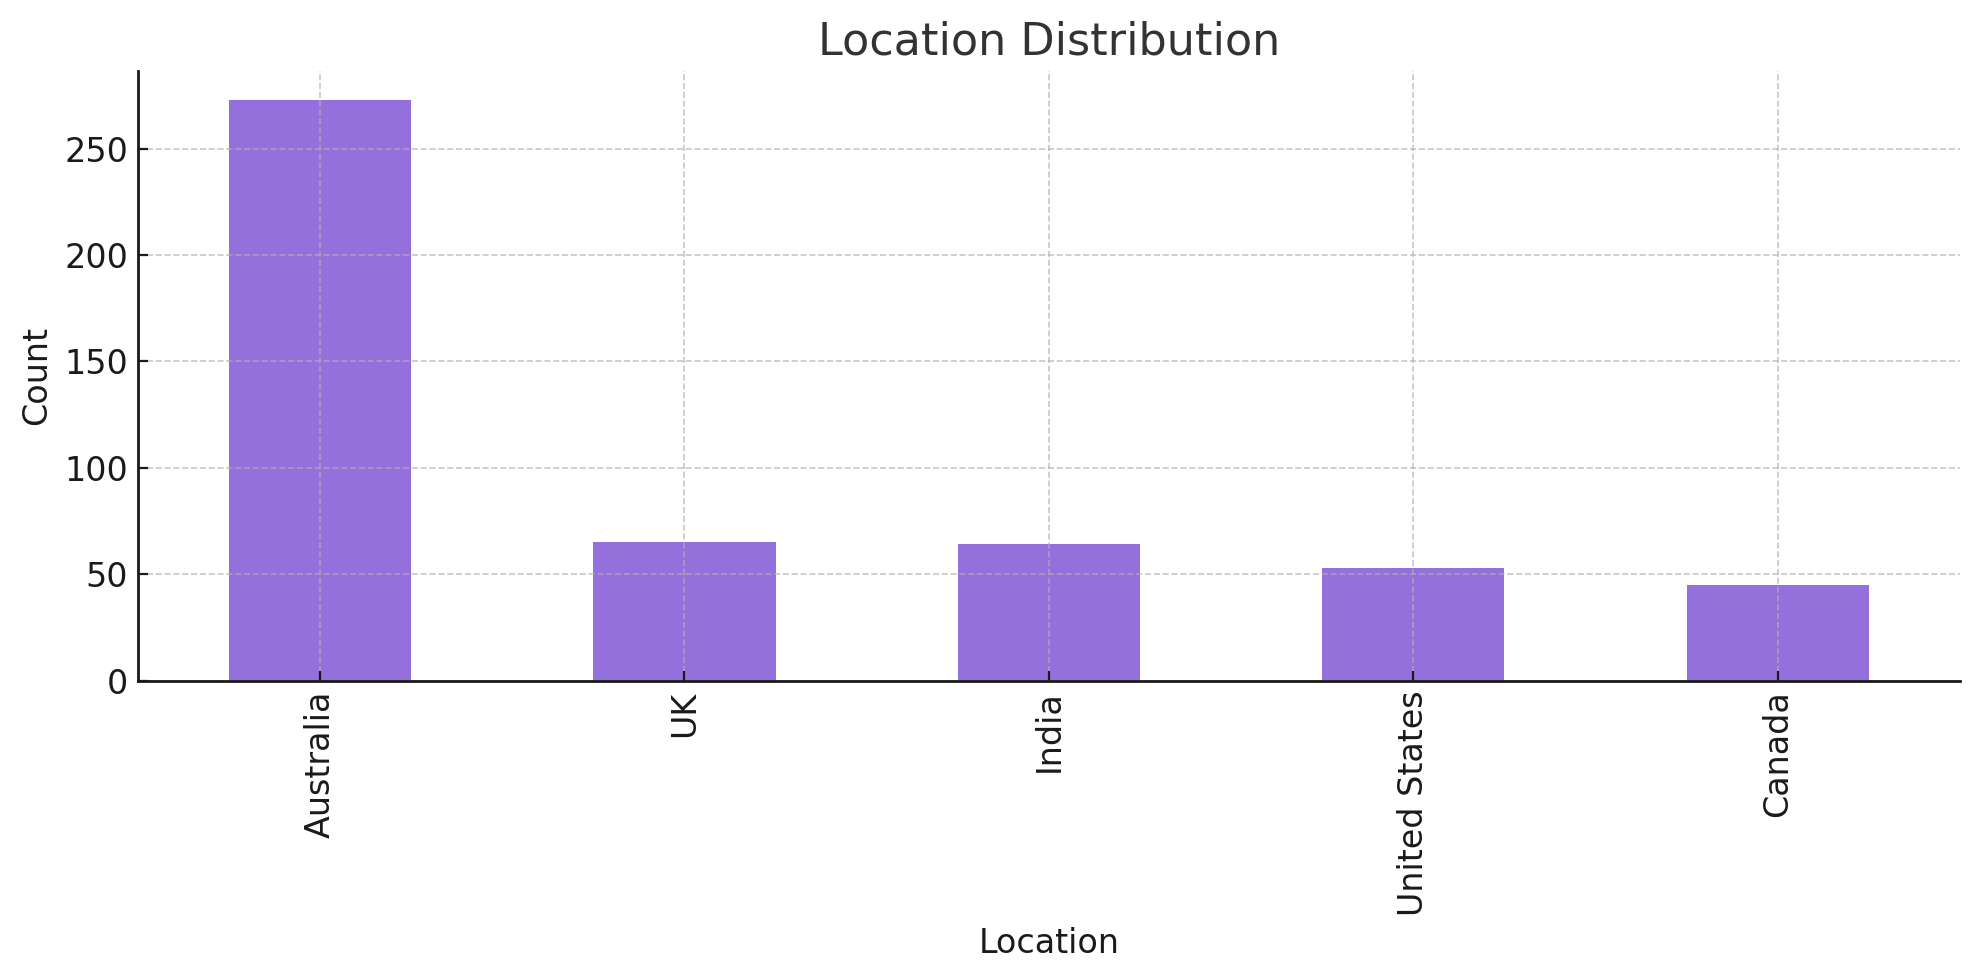 Location Distribution
Count
250
200
150
100
50
0
Australia
UK
India
United States
Canada
Location